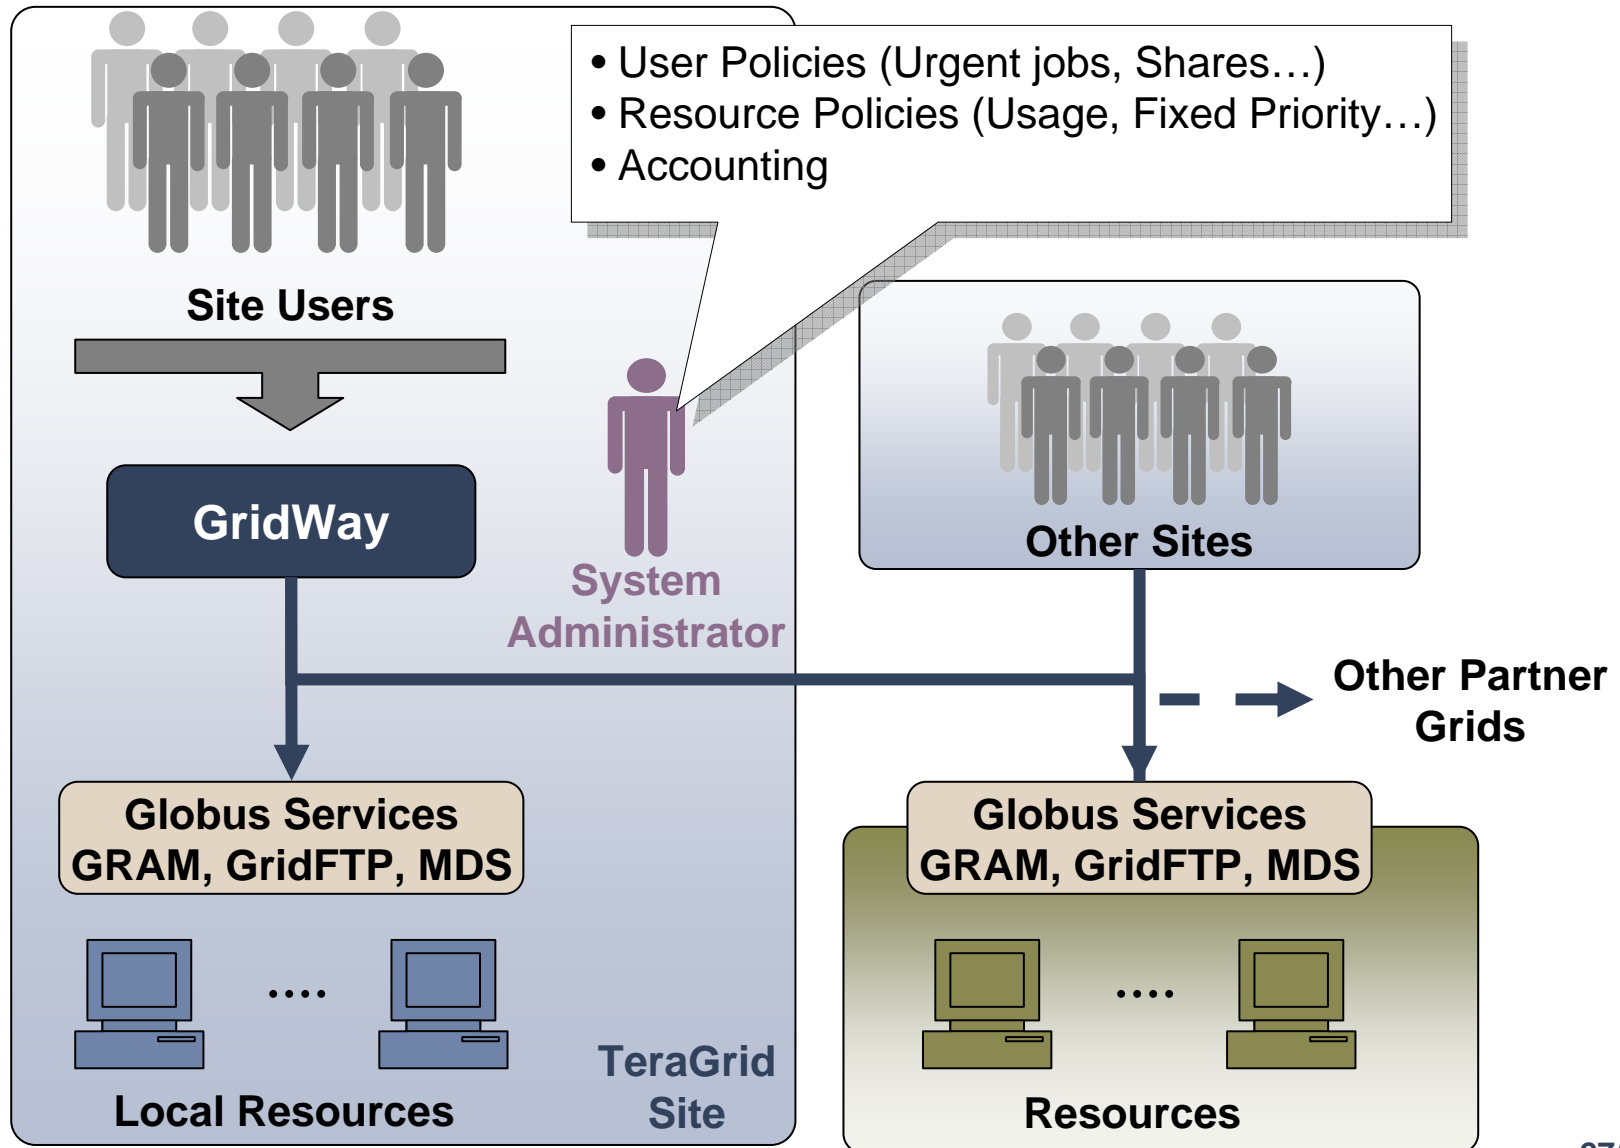 • User Policies (Urgent jobs, Shares…)
• Resource Policies (Usage, Fixed Priority…)
• Accounting
Site Users
GridWay
System
Administrator
Other Sites
Other Partner
Grids
Globus Services
GRAM, GridFTP, MDS
Globus Services
GRAM, GridFTP, MDS
....
....
TeraGrid
Site
Local Resources
Resources